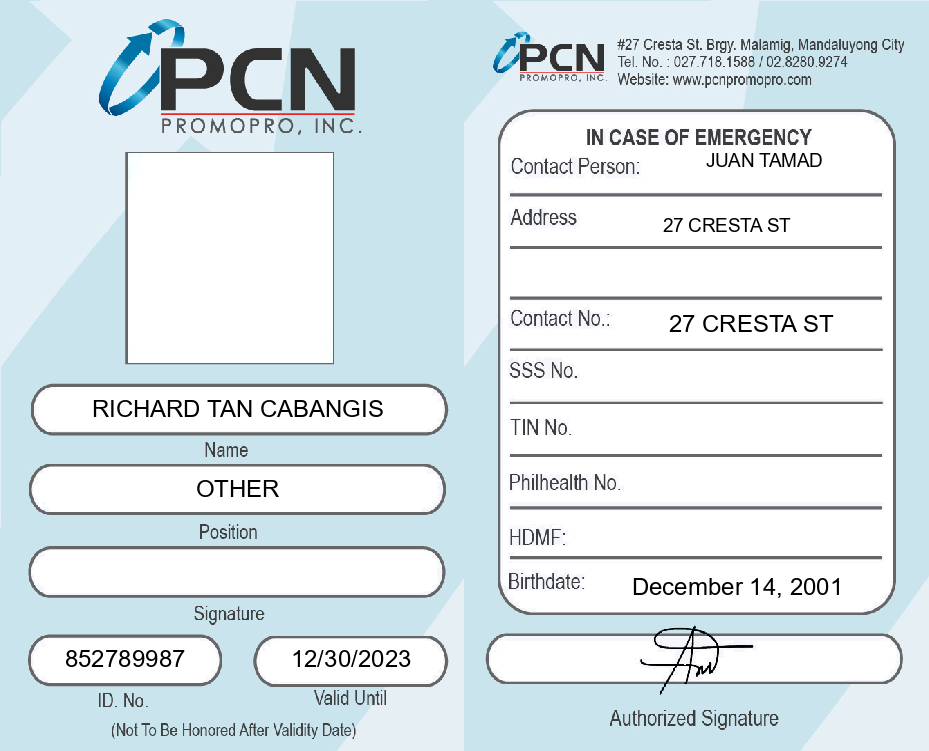 PCN
PROMOPRO, INC.
RICHARD TAN CABANGIS
Name
OTHER
Position
Signature
852789987
12/30/2023
ID. No.
Valid Until
(Not To Be Honored After Validity Date)
PCN
PROMOPRO, INC.
#27 Cresta St. Brgy. Malamig, Mandaluyong City
Tel. No. : 027.718.1588 / 02.8280.9274
Website: www.pcnpromopro.com
IN CASE OF EMERGENCY
Contact Person: JUAN TAMAD
Address 27 CRESTA ST
Contact No.: 27 CRESTA ST
SSS No.
TIN No.
Philhealth No.
HDMF:
Birthdate: December 14, 2001
Authorized Signature